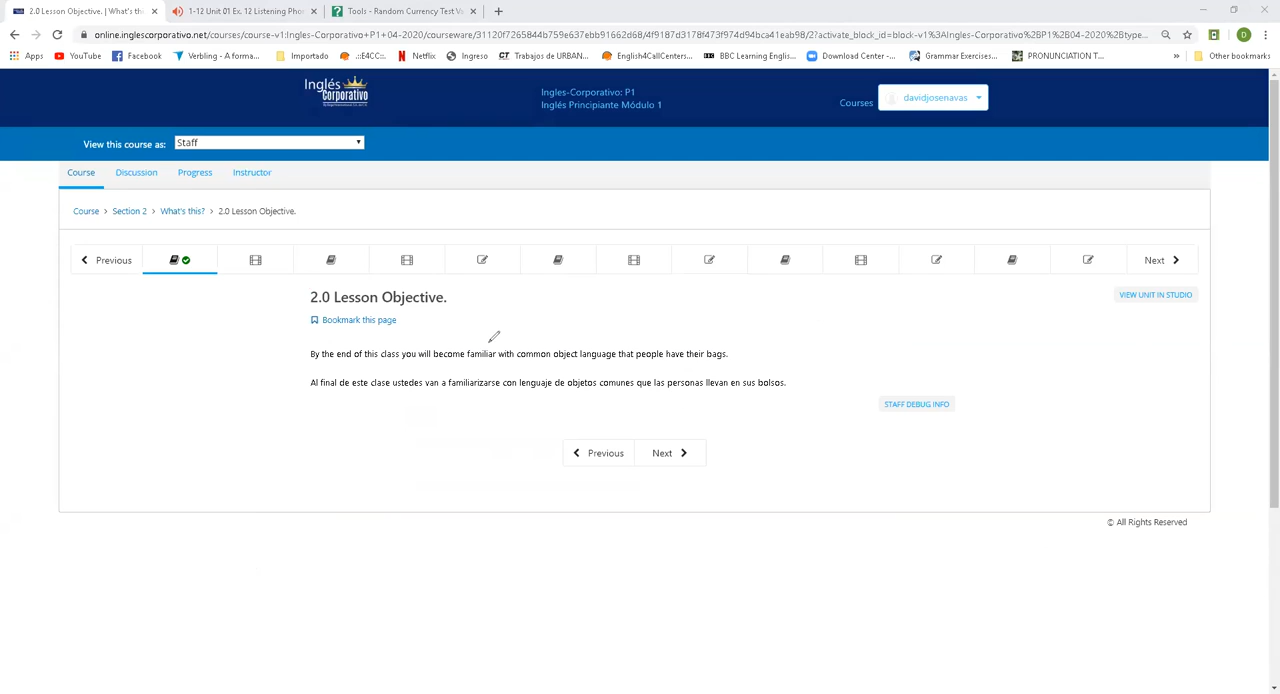 2.0 Lesson Objective. | What's th
1-12 Unit 01 Ex. 12 Listening Pho
Tools - Random Currency Test V
online.inglescorporativo.net/courses/course-v1:Ingles-Corporativo+P1+04-2020/courseware/31120f7265844b759e637ebb91662d68/4f9187d3178f473f974d94bca41eab98/2?activate_block_id=block-v1%3AIngles-Corporativo%2BP1%2B04-2020%2Btype...
D
Apps YouTube Facebook Verbling - A forma... Importado .::E4CC::. Netflix Ingreso CT Trabajos de URBAN... English4CallCenters... BBC Learning English... Download Center -... Grammar Exercises... PRONUNCIATION T... » Other bookmarks
Inglés Corporativo
Ingles-Corporativo: P1
Inglés Principiante Módulo 1
Courses davidjosenavas
View this course as: Staff
Course Discussion Progress Instructor
Course > Section 2 > What's this? > 2.0 Lesson Objective.
Previous Next
2.0 Lesson Objective.
VIEW UNIT IN STUDIO
Bookmark this page
By the end of this class you will become familiar with common object language that people have their bags.
Al final de este clase ustedes van a familiarizarse con lenguaje de objetos comunes que las personas llevan en sus bolsos.
STAFF DEBUG INFO
Previous Next
© All Rights Reserved